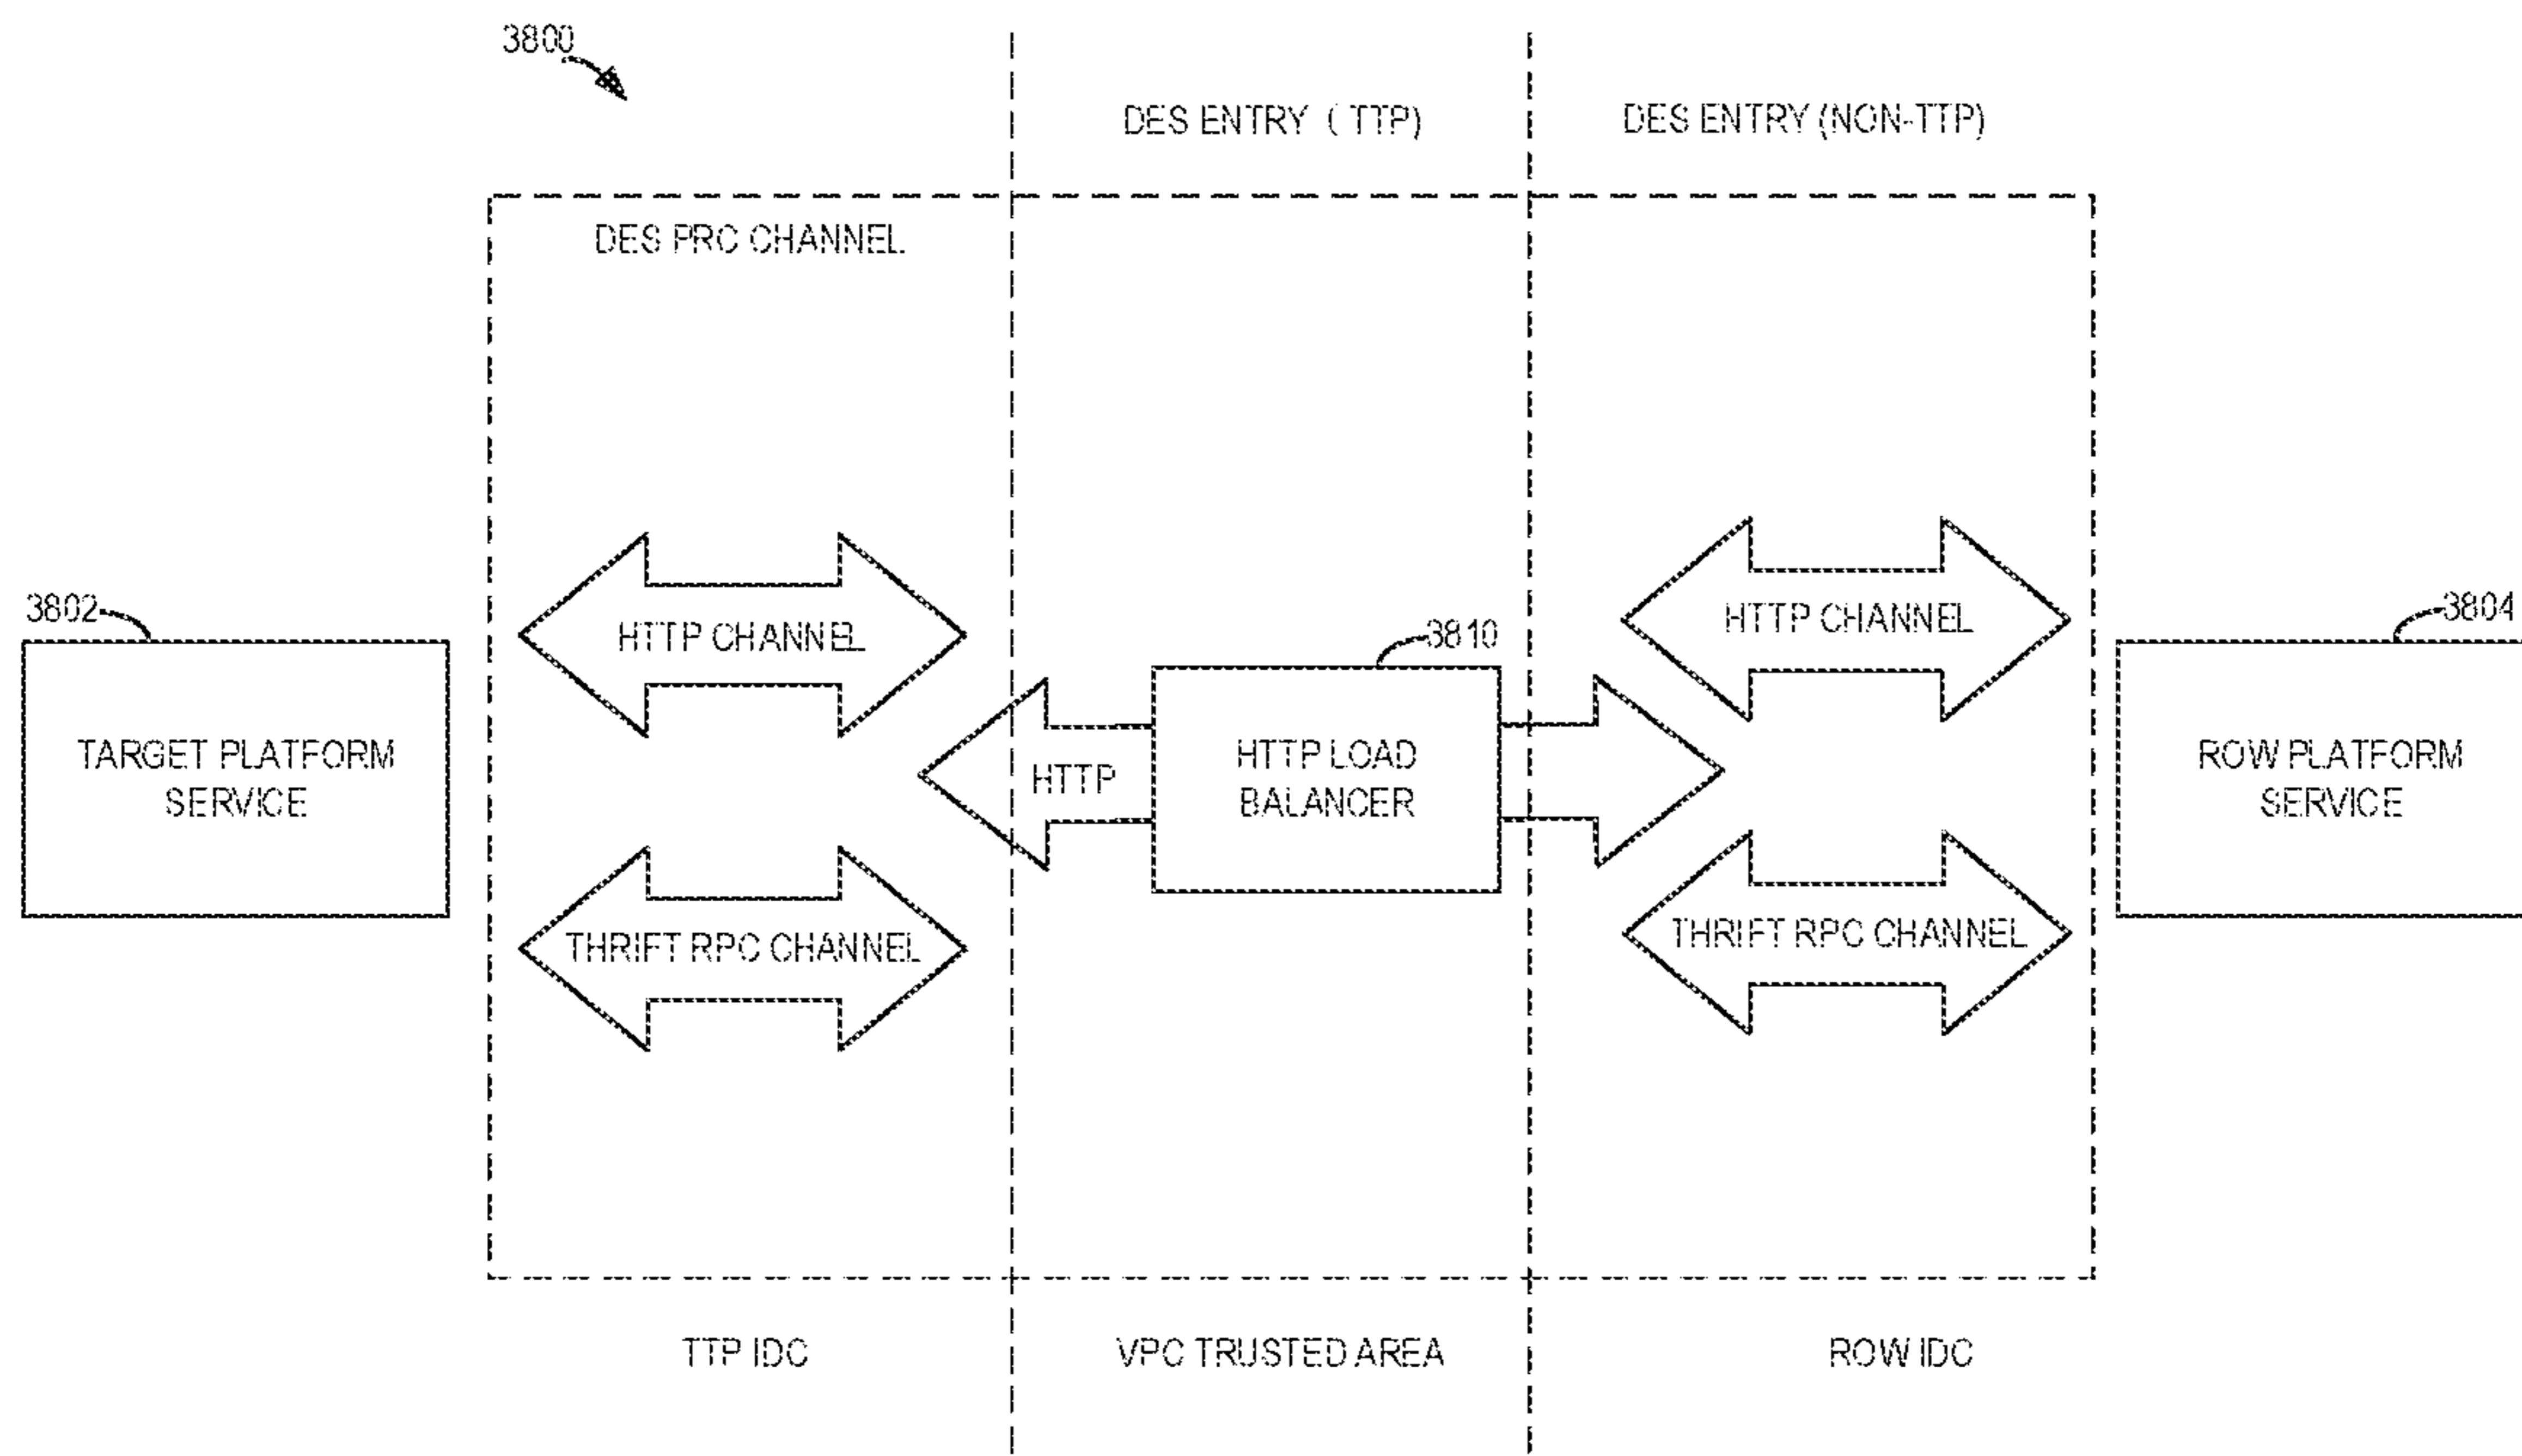 3800
DES ENTRY ( TTP)
DES ENTRY (NON-TTP)
DES PRC CHANNEL
3802
TARGET PLATFORM
SERVICE
HTTP CHANNEL
THRIFT RPC CHANNEL
HTTP
3810
HTTP LOAD
BALANCER
HTTP CHANNEL
THRIFT RPC CHANNEL
3804
ROW PLATFORM
SERVICE
TTP IDC
VPC TRUSTED AREA
ROW IDC